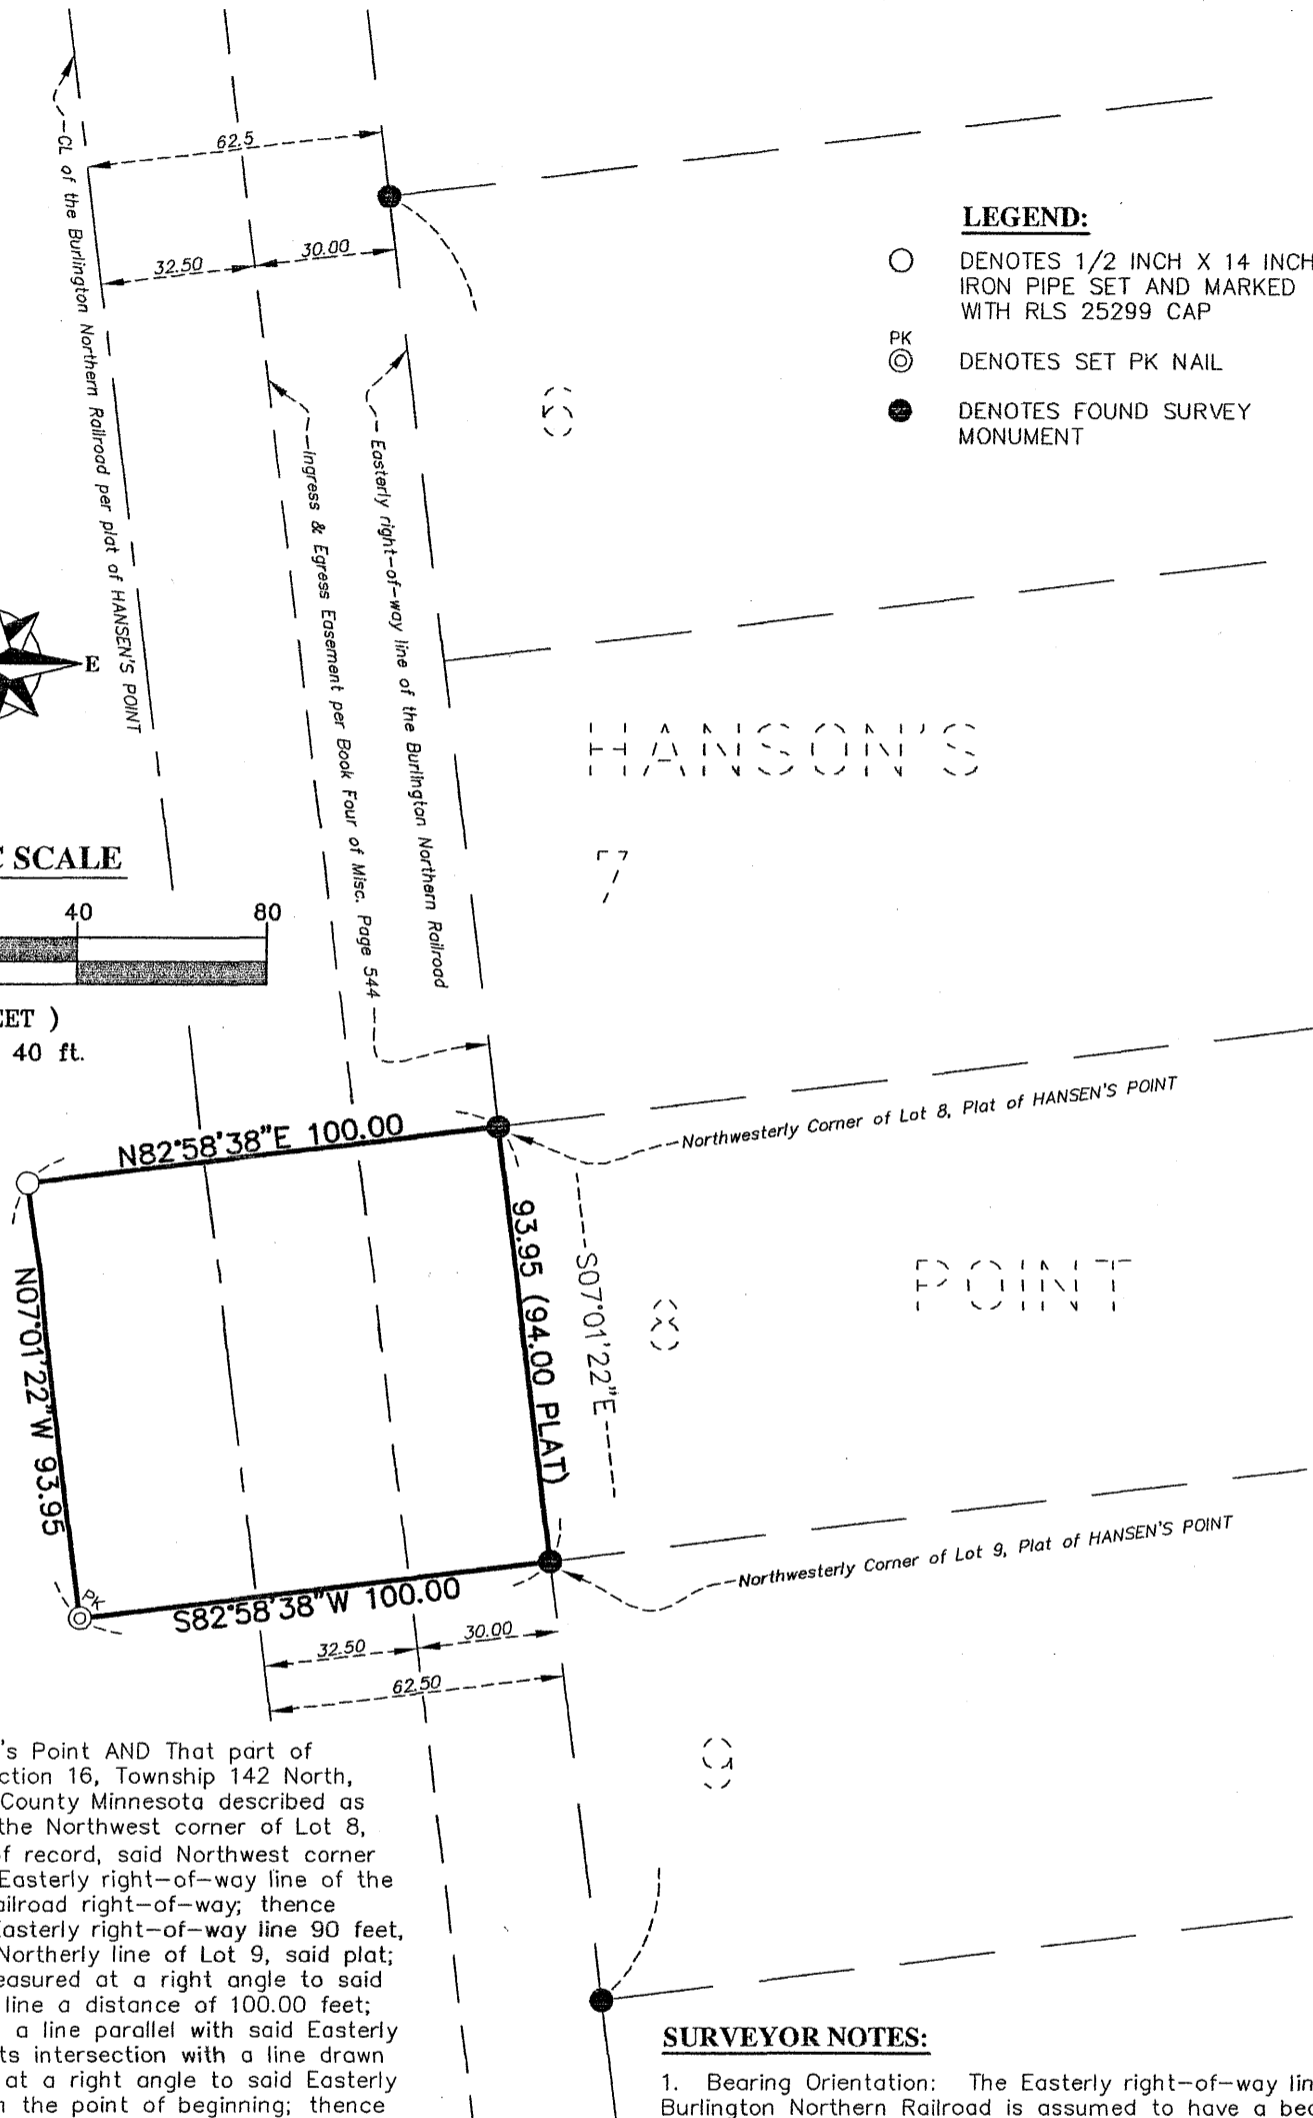 62.5
32.50
30.00
CL of the Burlington Northern Railroad per plat of HANSEN'S POINT
Ingress & Egress Easement per Book Four of Misc. Page 544
Easterly right-of-way line of the Burlington Northern Railroad
LEGEND:
DENOTES 1/2 INCH X 14 INCH
IRON PIPE SET AND MARKED
WITH RLS 25299 CAP
PK
DENOTES SET PK NAIL
DENOTES FOUND SURVEY
MONUMENT
6
E
HANSON'S
7
SCALE
40
80
40 ft.
N82°58'38"E 100.00
Northwesterly Corner of Lot 8, Plat of HANSEN'S POINT
N07°01'22"W 93.95
93.95 (94.00 PLAT)
S07°01'22"E
8
POINT
PK
S82°58'38"W 100.00
Northwesterly Corner of Lot 9, Plat of HANSEN'S POINT
32.50
30.00
62.50
9
's Point AND That part of
ction 16, Township 142 North,
County Minnesota described as
the Northwest corner of Lot 8,
f record, said Northwest corner
Easterly right-of-way line of the
ailroad right-of-way; thence
asterly right-of-way line 90 feet,
Northerly line of Lot 9, said plat;
easured at a right angle to said
line a distance of 100.00 feet;
a line parallel with said Easterly
ts intersection with a line drawn
at a right angle to said Easterly
the point of beginning; thence
SURVEYOR NOTES:
1. Bearing Orientation: The Easterly right-of-way lin
Burlington Northern Railroad is assumed to have a bea